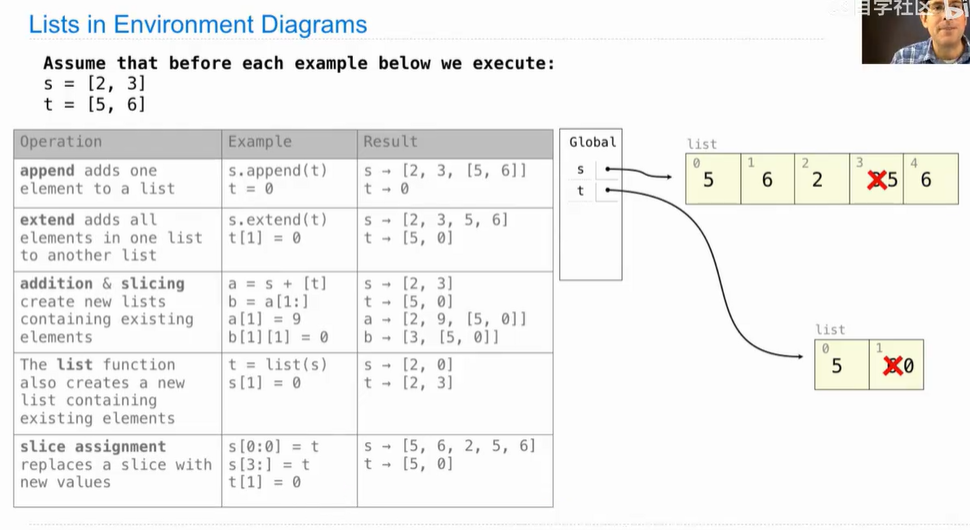 Lists in Environment Diagrams
自学社区
Assume that before each example below we execute:
s = [2, 3]
t = [5, 6]
Operation Example Result
append adds one s.append(t) s → [2, 3, [5, 6]]
element to a list t = 0 t → 0
extend adds all s.extend(t) s → [2, 3, 5, 6]
elements in one list t[1] = 0 t → [5, 0]
to another list
addition & slicing a = s + [t] s → [2, 3]
create new lists b = a[1:] t → [5, 0]
containing existing a[1] = 9 a → [2, 9, [5, 0]]
elements b[1][1] = 0 b → [3, [5, 0]]
The list function t = list(s) s → [2, 0]
also creates a new s[1] = 0 t → [2, 3]
list containing
existing elements
slice assignment s[0:0] = t s → [5, 6, 2, 5, 6]
replaces a slice with s[3:] = t t → [5, 0]
new values t[1] = 0
Global
s
t
list
0 1 2 3 4
5 6 2 5 6
list
0 1
5 0